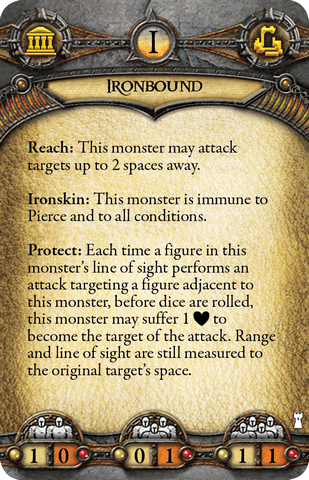 I
IRONBOUND
Reach: This monster may attack
targets up to 2 spaces away.
Ironskin: This monster is immune to
Pierce and to all conditions.
Protect: Each time a figure in this
monster's line of sight performs an
attack targeting a figure adjacent to
this monster, before dice are rolled,
this monster may suffer 1 ♥ to
become the target of the attack. Range
and line of sight are still measured to
the original target's space.
1 0 0 1 1 1